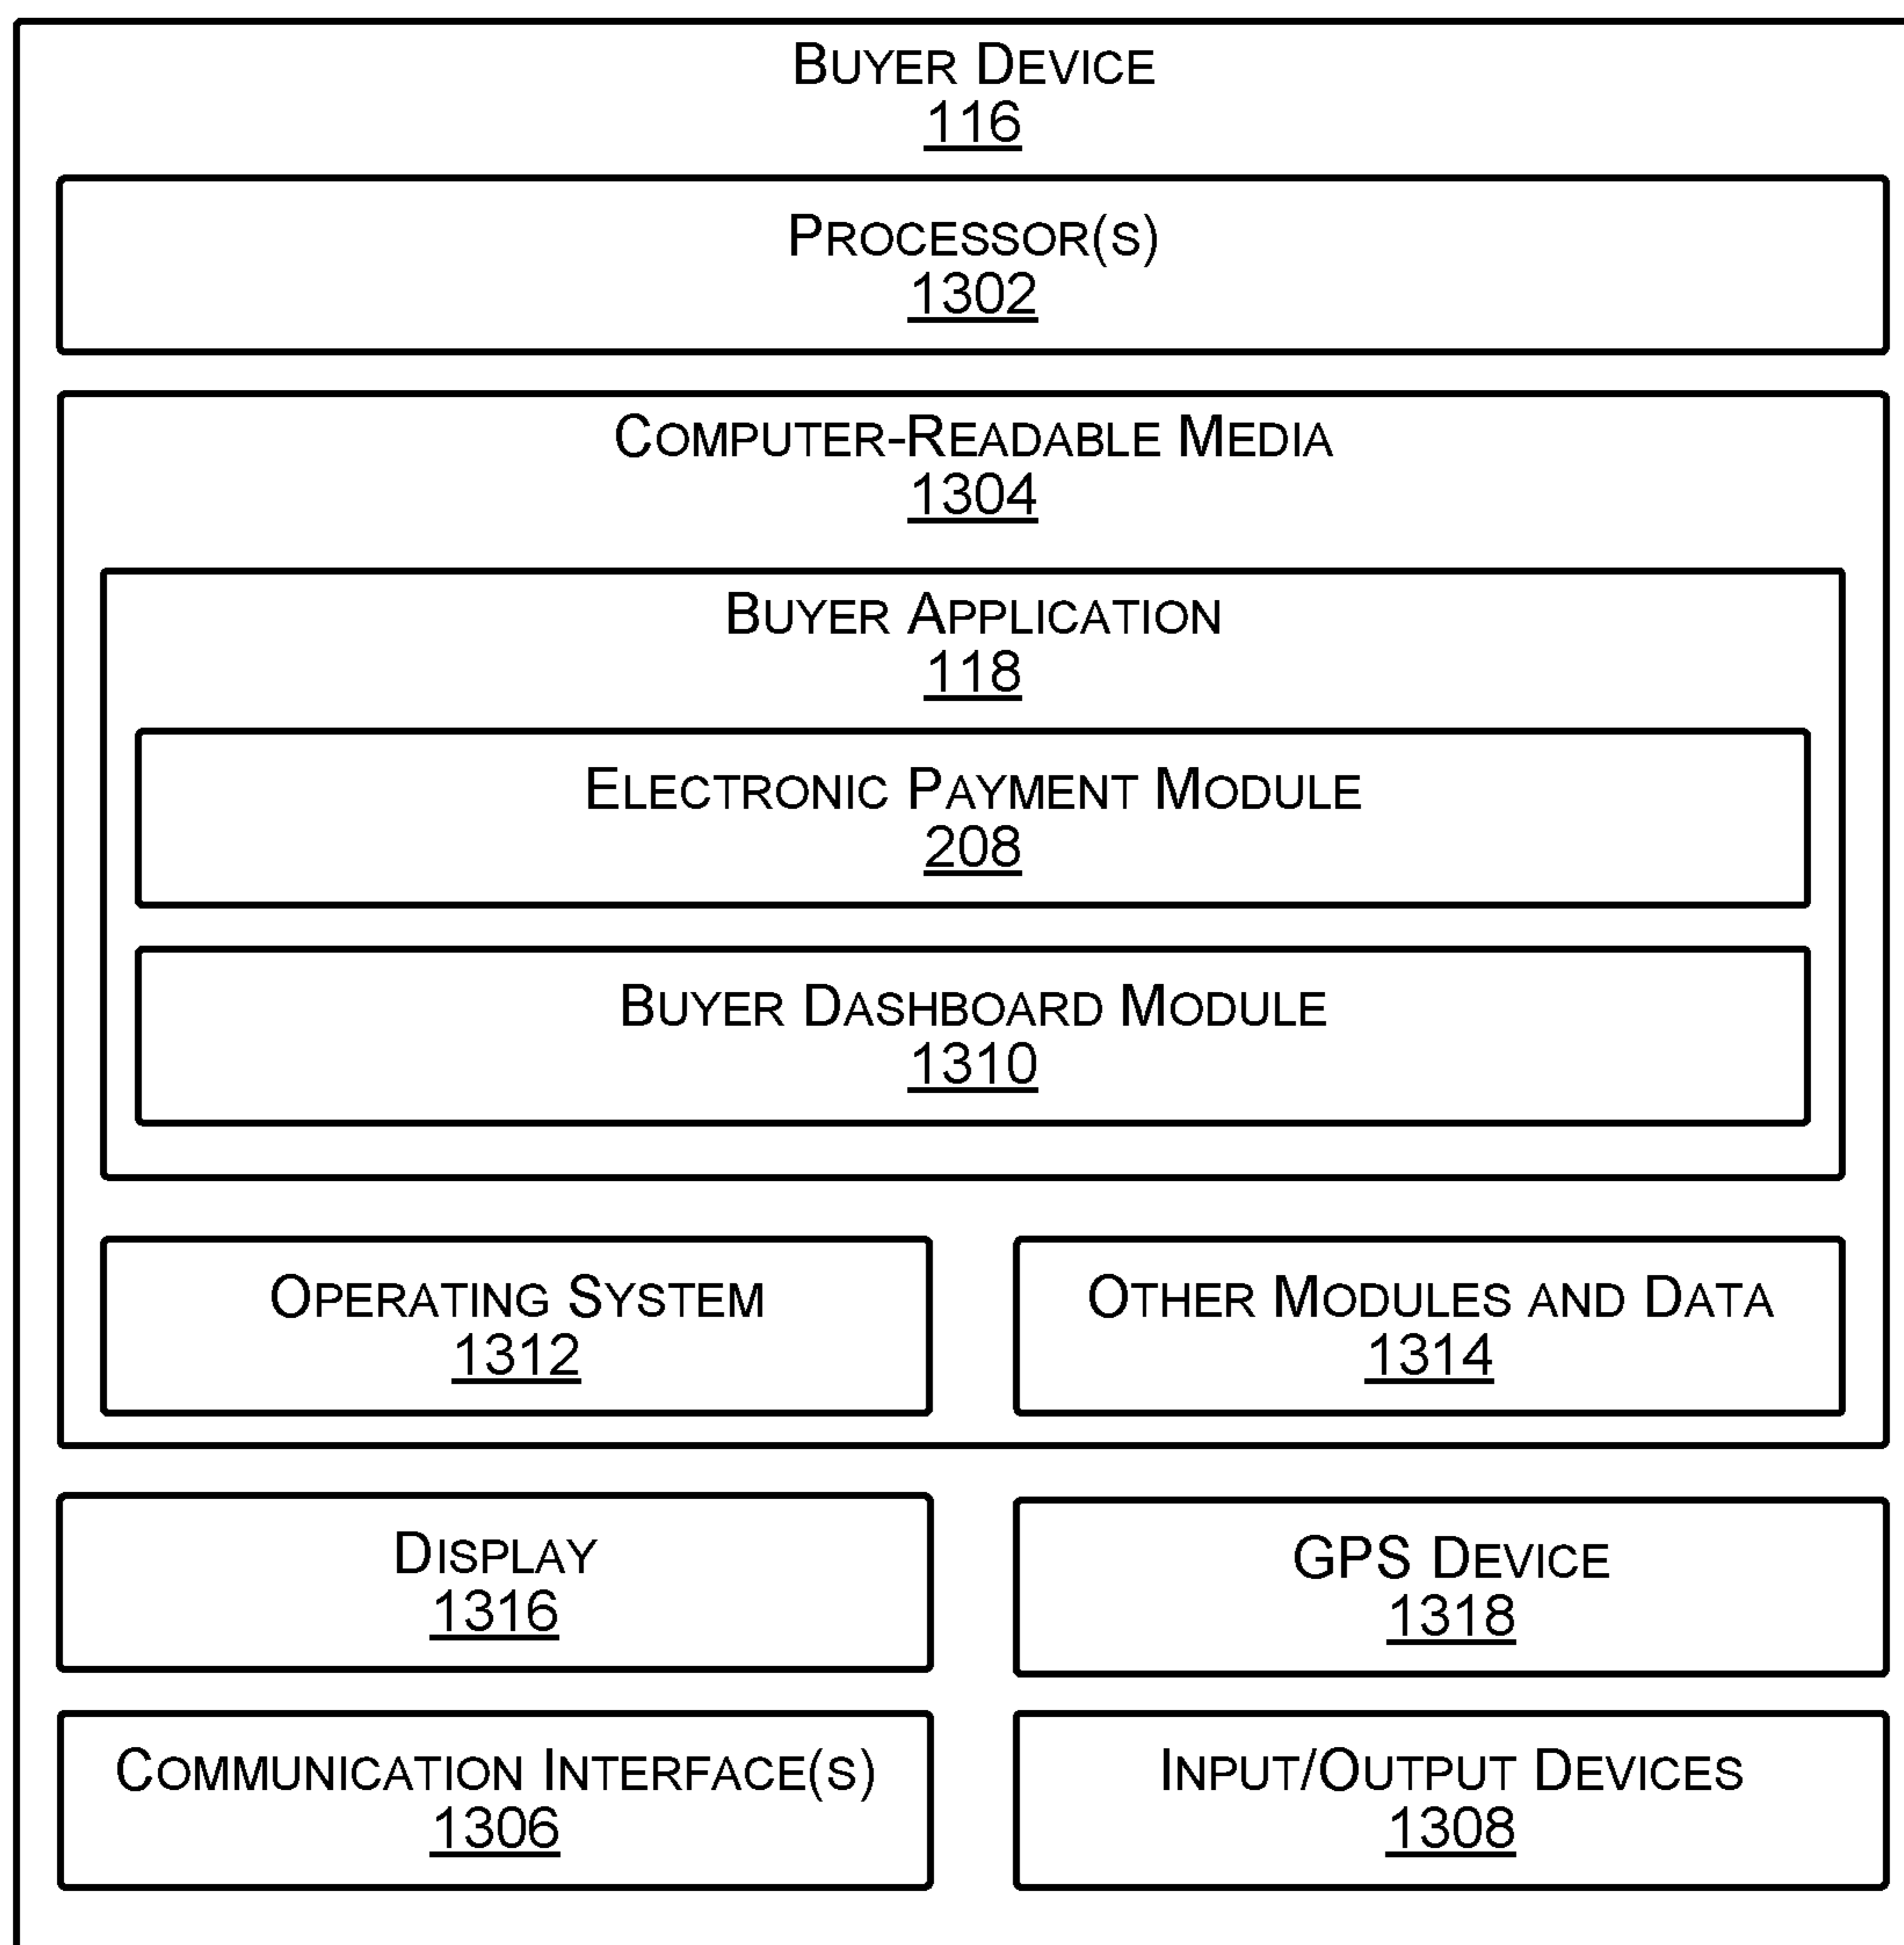 BUYER DEVICE
116
PROCESSOR(S)
1302
COMPUTER-READABLE MEDIA
1304
BUYER APPLICATION
118
ELECTRONIC PAYMENT MODULE
208
BUYER DASHBOARD MODULE
1310
OPERATING SYSTEM
1312
OTHER MODULES AND DATA
1314
DISPLAY
1316
GPS DEVICE
1318
COMMUNICATION INTERFACE(S)
1306
INPUT/OUTPUT DEVICES
1308